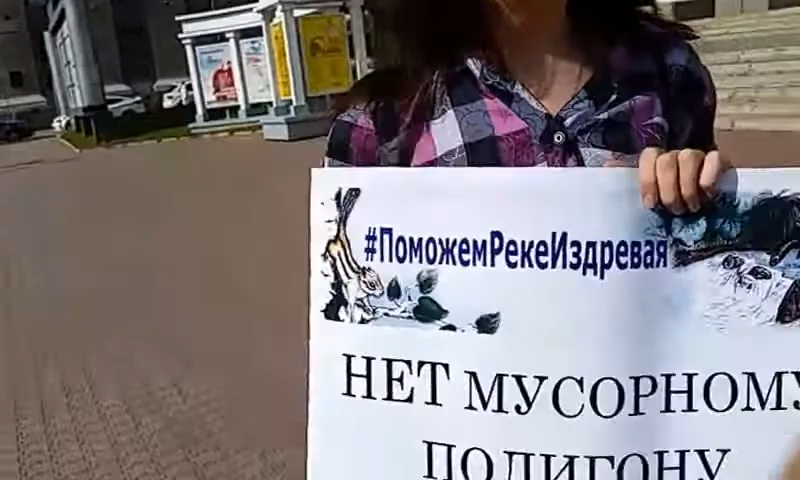 #ПоможемРекеИздревая
НЕТ МУСОРНОМУ
ПОЛИГОНУ